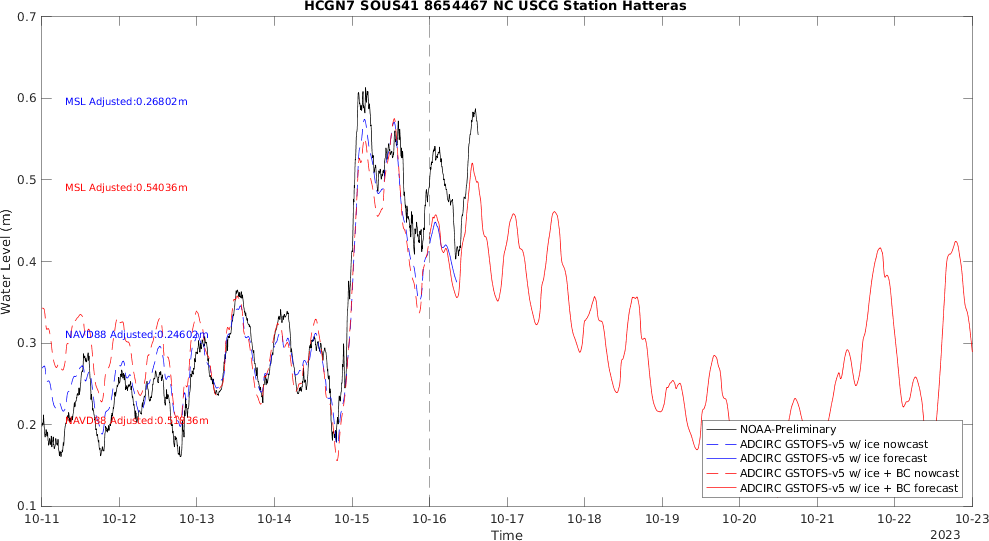 HCGN7 SOUS41 8654467 NC USCG Station Hatteras
Water Level (m)
0.7
0.6
0.5
0.4
0.3
0.2
0.1
MSL Adjusted:0.26802m
MSL Adjusted:0.54036m
NAVD88 Adjusted:0.24602m
NAVD88 Adjusted:0.51836m
NOAA-Preliminary
ADCIRC GSTOFS-v5 w/ ice nowcast
ADCIRC GSTOFS-v5 w/ ice forecast
ADCIRC GSTOFS-v5 w/ ice + BC nowcast
ADCIRC GSTOFS-v5 w/ ice + BC forecast
10-11 10-12 10-13 10-14 10-15 10-16 10-17 10-18 10-19 10-20 10-21 10-22 10-23
Time
2023